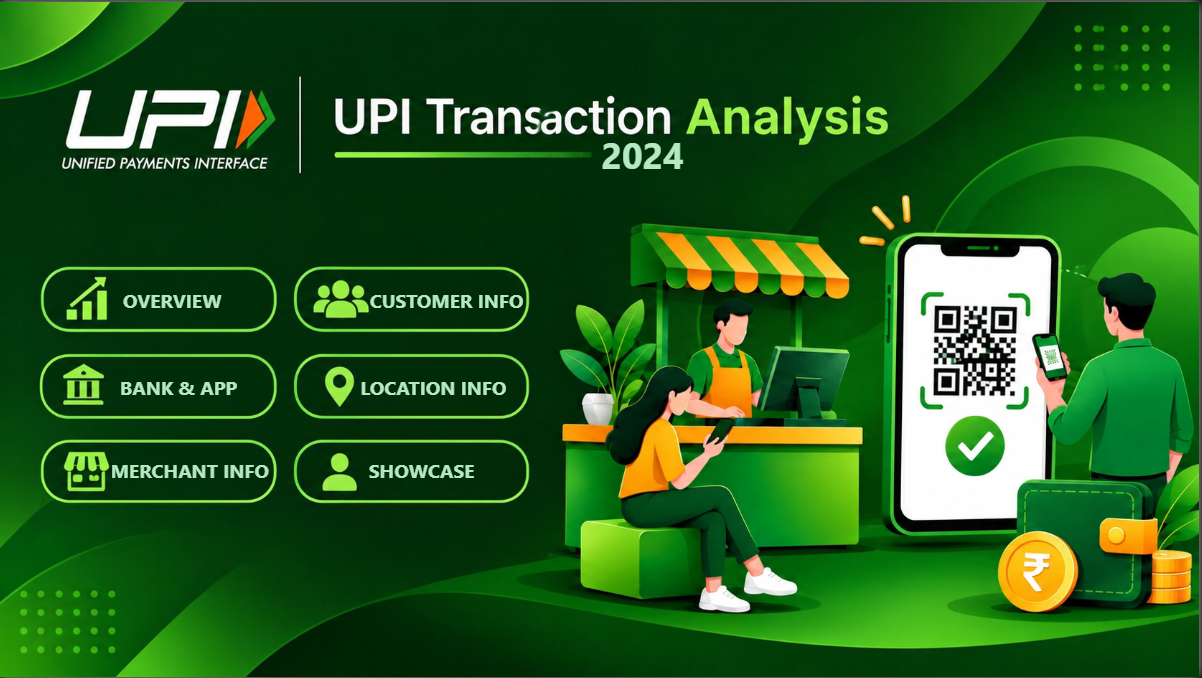 UPI
UNIFIED PAYMENTS INTERFACE
UPI Transaction Analysis
2024
OVERVIEW
CUSTOMER INFO
BANK & APP
LOCATION INFO
MERCHANT INFO
SHOWCASE
₹